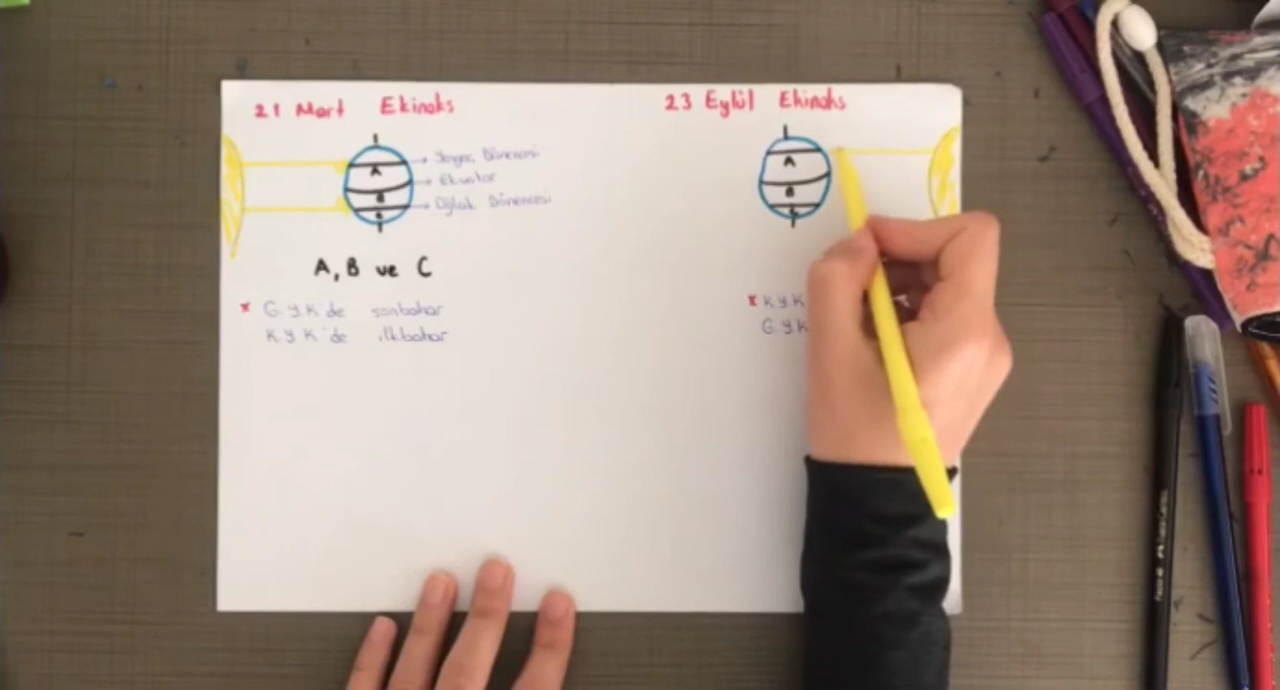 21 Mart Ekinoks
Yengeç Dönencesi
A
Ekvator
B
Oğlak Dönencesi
C
A, B ve C
x G.Y.K'de sonbahar
K.Y.K'de ilkbahar
23 Eylül Ekinoks
A
B
C
x K.Y.K
G.Y.K